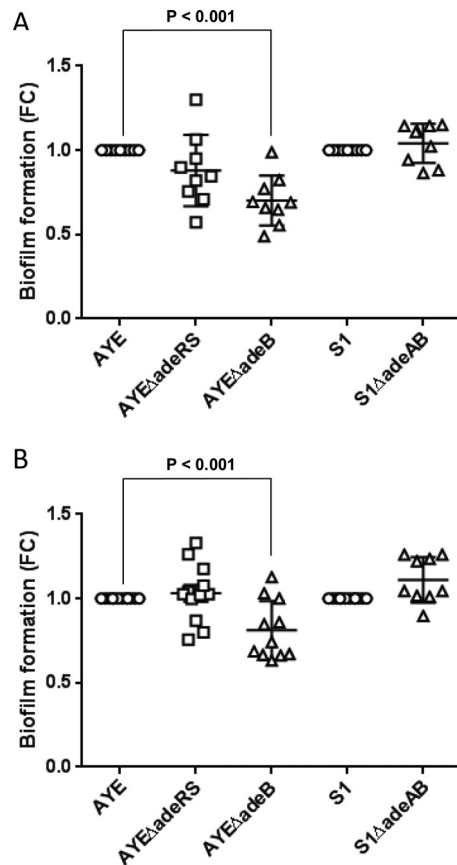 A
P < 0.001
Biofilm formation (FC)
1.5
1.0
0.5
0.0
AYE
AYEΔadeRS
AYEΔadeB
S1
S1ΔadeAB
B
P < 0.001
Biofilm formation (FC)
1.5
1.0
0.5
0.0
AYE
AYEΔadeRS
AYEΔadeB
S1
S1ΔadeAB